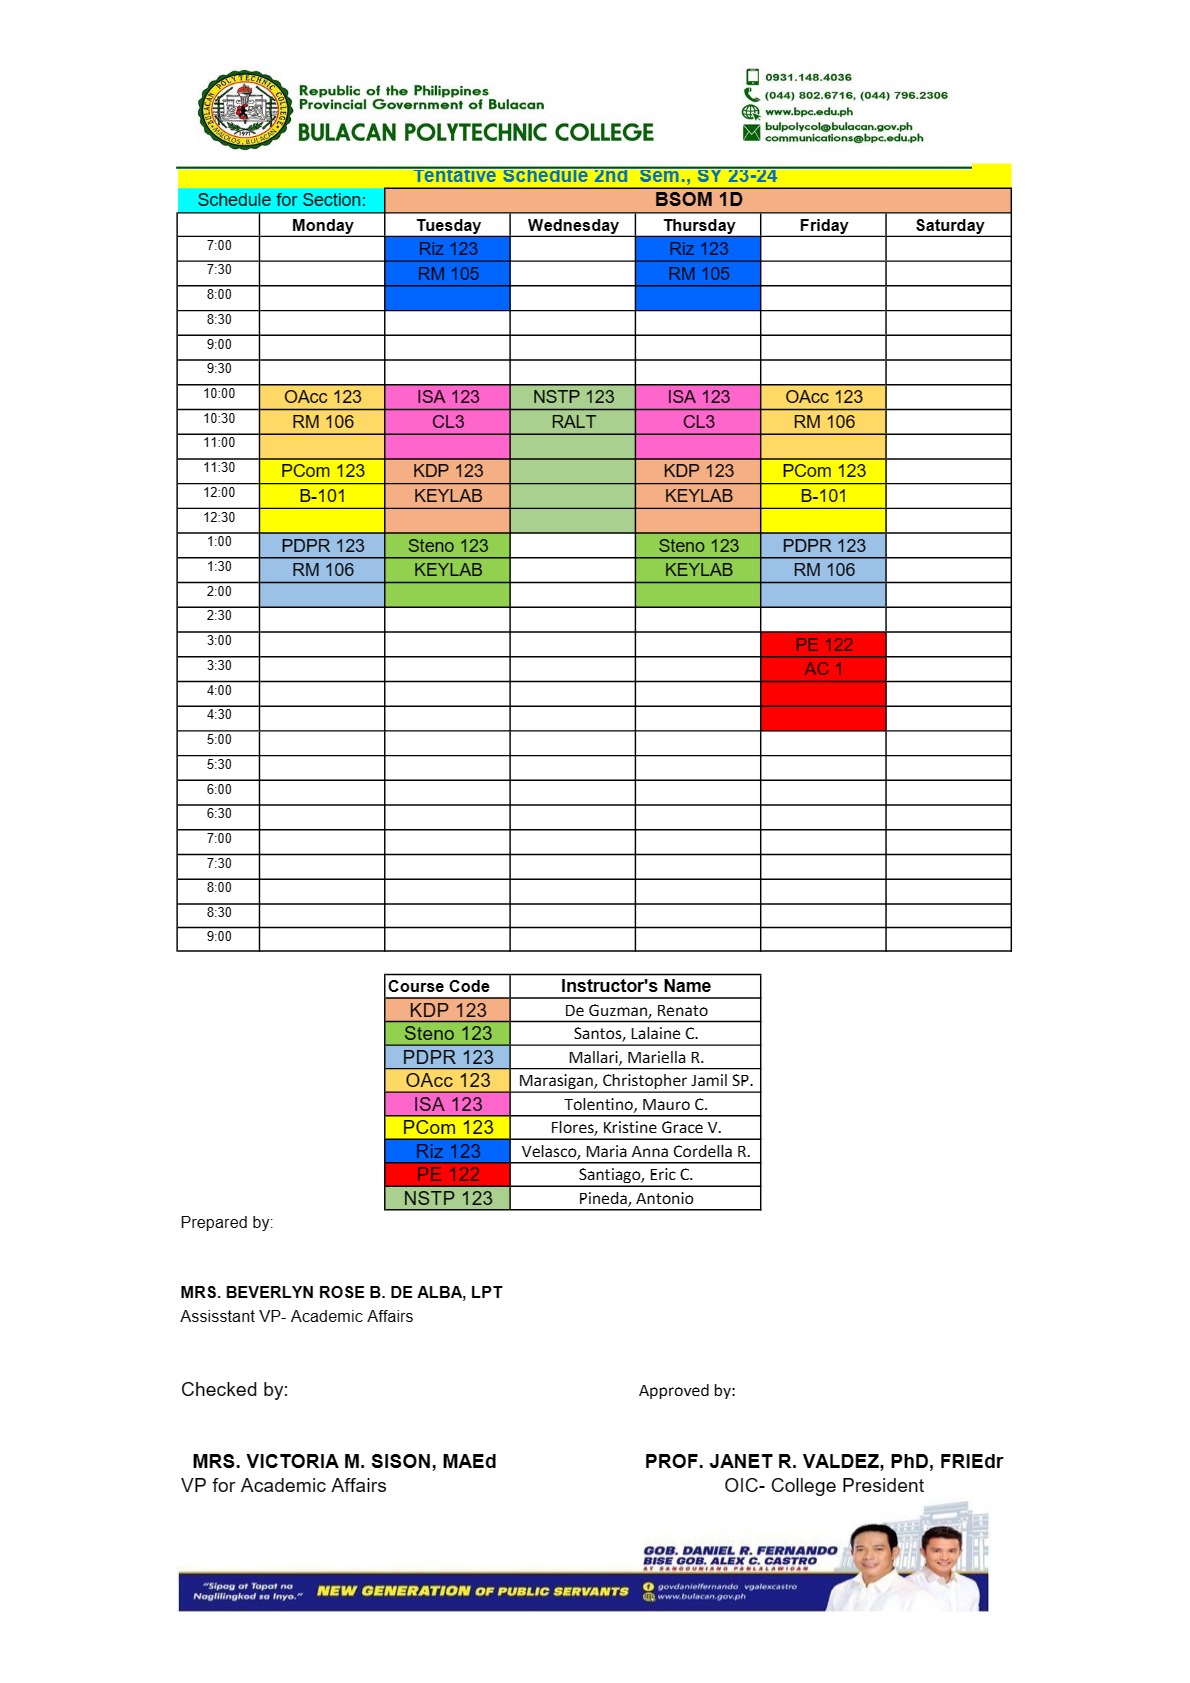 Republic of the Philippines
Provincial Government of Bulacan
BULACAN POLYTECHNIC COLLEGE
0931.148.4036
(044) 802.6716, (044) 796.2306
www.bpc.edu.ph
bulpolycol@bulacan.gov.ph
communications@bpc.edu.ph
BULACAN POLYTECHNIC COLLEGE
MALOLOS, BULACAN
1971
Tentative Schedule 2nd Sem., SY 23-24
Schedule for Section: BSOM 1D
Monday Tuesday Wednesday Thursday Friday Saturday
7:00 Riz 123 Riz 123
7:30 RM 105 RM 105
8:00
8:30
9:00
9:30
10:00 OAcc 123 ISA 123 NSTP 123 ISA 123 OAcc 123
10:30 RM 106 CL3 RALT CL3 RM 106
11:00
11:30 PCom 123 KDP 123 KDP 123 PCom 123
12:00 B-101 KEYLAB KEYLAB B-101
12:30
1:00 PDPR 123 Steno 123 Steno 123 PDPR 123
1:30 RM 106 KEYLAB KEYLAB RM 106
2:00
2:30
3:00 PE 122
3:30 AC 1
4:00
4:30
5:00
5:30
6:00
6:30
7:00
7:30
8:00
8:30
9:00
Course Code Instructor's Name
KDP 123 De Guzman, Renato
Steno 123 Santos, Lalaine C.
PDPR 123 Mallari, Mariella R.
OAcc 123 Marasigan, Christopher Jamil SP.
ISA 123 Tolentino, Mauro C.
PCom 123 Flores, Kristine Grace V.
Riz 123 Velasco, Maria Anna Cordella R.
PE 122 Santiago, Eric C.
NSTP 123 Pineda, Antonio
Prepared by:
MRS. BEVERLYN ROSE B. DE ALBA, LPT
Assisstant VP- Academic Affairs
Checked by: Approved by:
MRS. VICTORIA M. SISON, MAEd PROF. JANET R. VALDEZ, PhD, FRIEdr
VP for Academic Affairs OIC- College President
GOB. DANIEL R. FERNANDO
BISE GOB. ALEX C. CASTRO
AT SANGGUNIANG PANLALAWIGAN
"Sipag at Tapat na
Naglilingkod sa Inyo."
NEW GENERATION OF PUBLIC SERVANTS
govdanielfernando vgalexcastro
www.bulacan.gov.ph